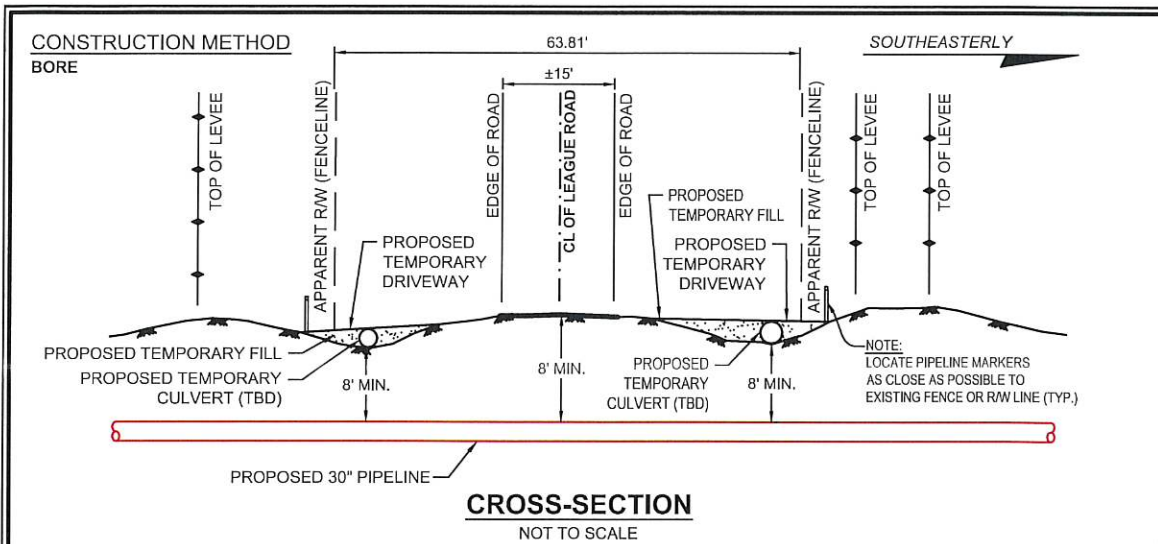 CONSTRUCTION METHOD
BORE
63.81'
SOUTHEASTERLY
±15'
TOP OF LEVEE
APPARENT R/W (FENCELINE)
EDGE OF ROAD
CL OF LEAGUE ROAD
EDGE OF ROAD
APPARENT R/W (FENCELINE)
TOP OF LEVEE
TOP OF LEVEE
PROPOSED
TEMPORARY
DRIVEWAY
PROPOSED
TEMPORARY FILL
PROPOSED
TEMPORARY
DRIVEWAY
PROPOSED TEMPORARY FILL
PROPOSED TEMPORARY
CULVERT (TBD)
8' MIN.
8' MIN.
PROPOSED
TEMPORARY
CULVERT (TBD)
8' MIN.
NOTE:
LOCATE PIPELINE MARKERS
AS CLOSE AS POSSIBLE TO
EXISTING FENCE OR R/W LINE (TYP.)
PROPOSED 30" PIPELINE
CROSS-SECTION
NOT TO SCALE